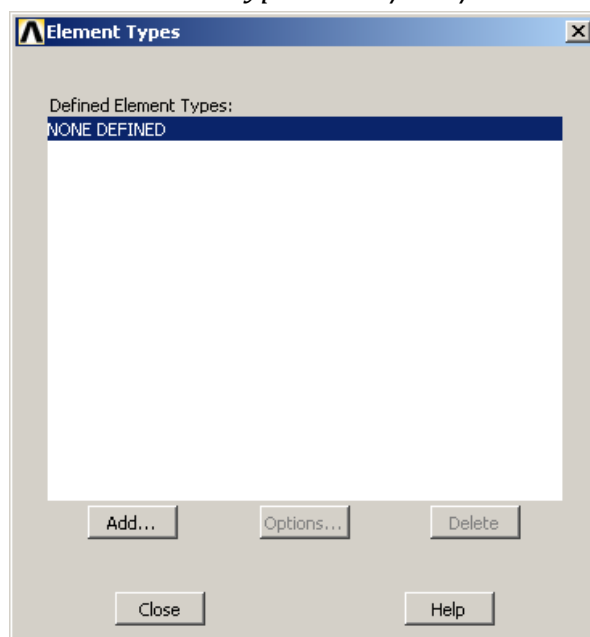 Element Types
Defined Element Types:
NONE DEFINED
Add... Options... Delete
Close Help